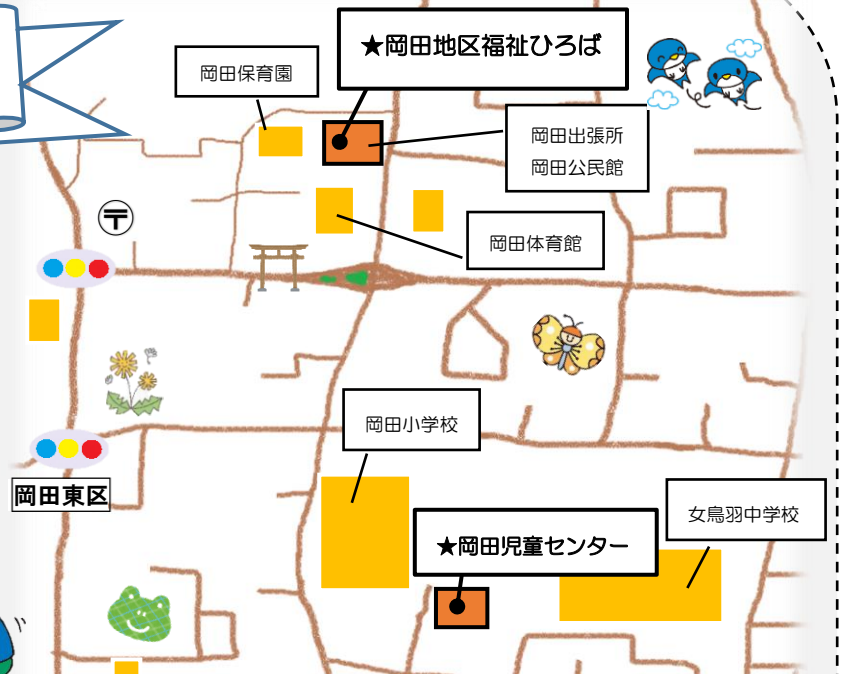 ★岡田地区福祉ひろば
岡田保育園
岡田出張所
岡田公民館
岡田体育館
〒
岡田小学校
岡田東区
女鳥羽中学校
★岡田児童センター